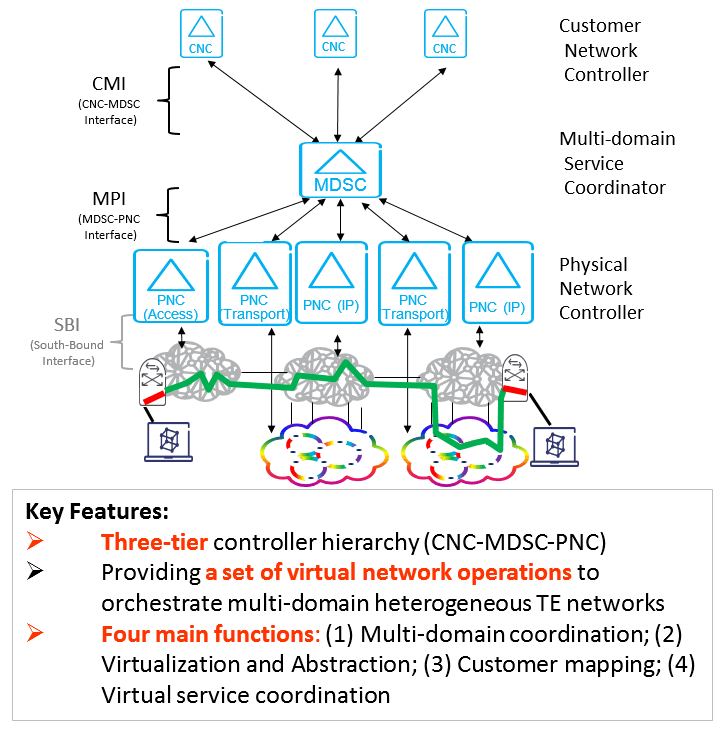 CNC
CNC
CNC
Customer
Network
Controller
CMI
(CNC-MDSC
Interface)
MDSC
Multi-domain
Service
Coordinator
MPI
(MDSC-PNC
Interface)
PNC
(Access)
PNC
(Transport)
PNC (IP)
PNC
Transport)
PNC (IP)
Physical
Network
Controller
SBI
(South-Bound
Interface)
Key Features:
Three-tier controller hierarchy (CNC-MDSC-PNC)
Providing a set of virtual network operations to
orchestrate multi-domain heterogeneous TE networks
Four main functions: (1) Multi-domain coordination; (2)
Virtualization and Abstraction; (3) Customer mapping; (4)
Virtual service coordination